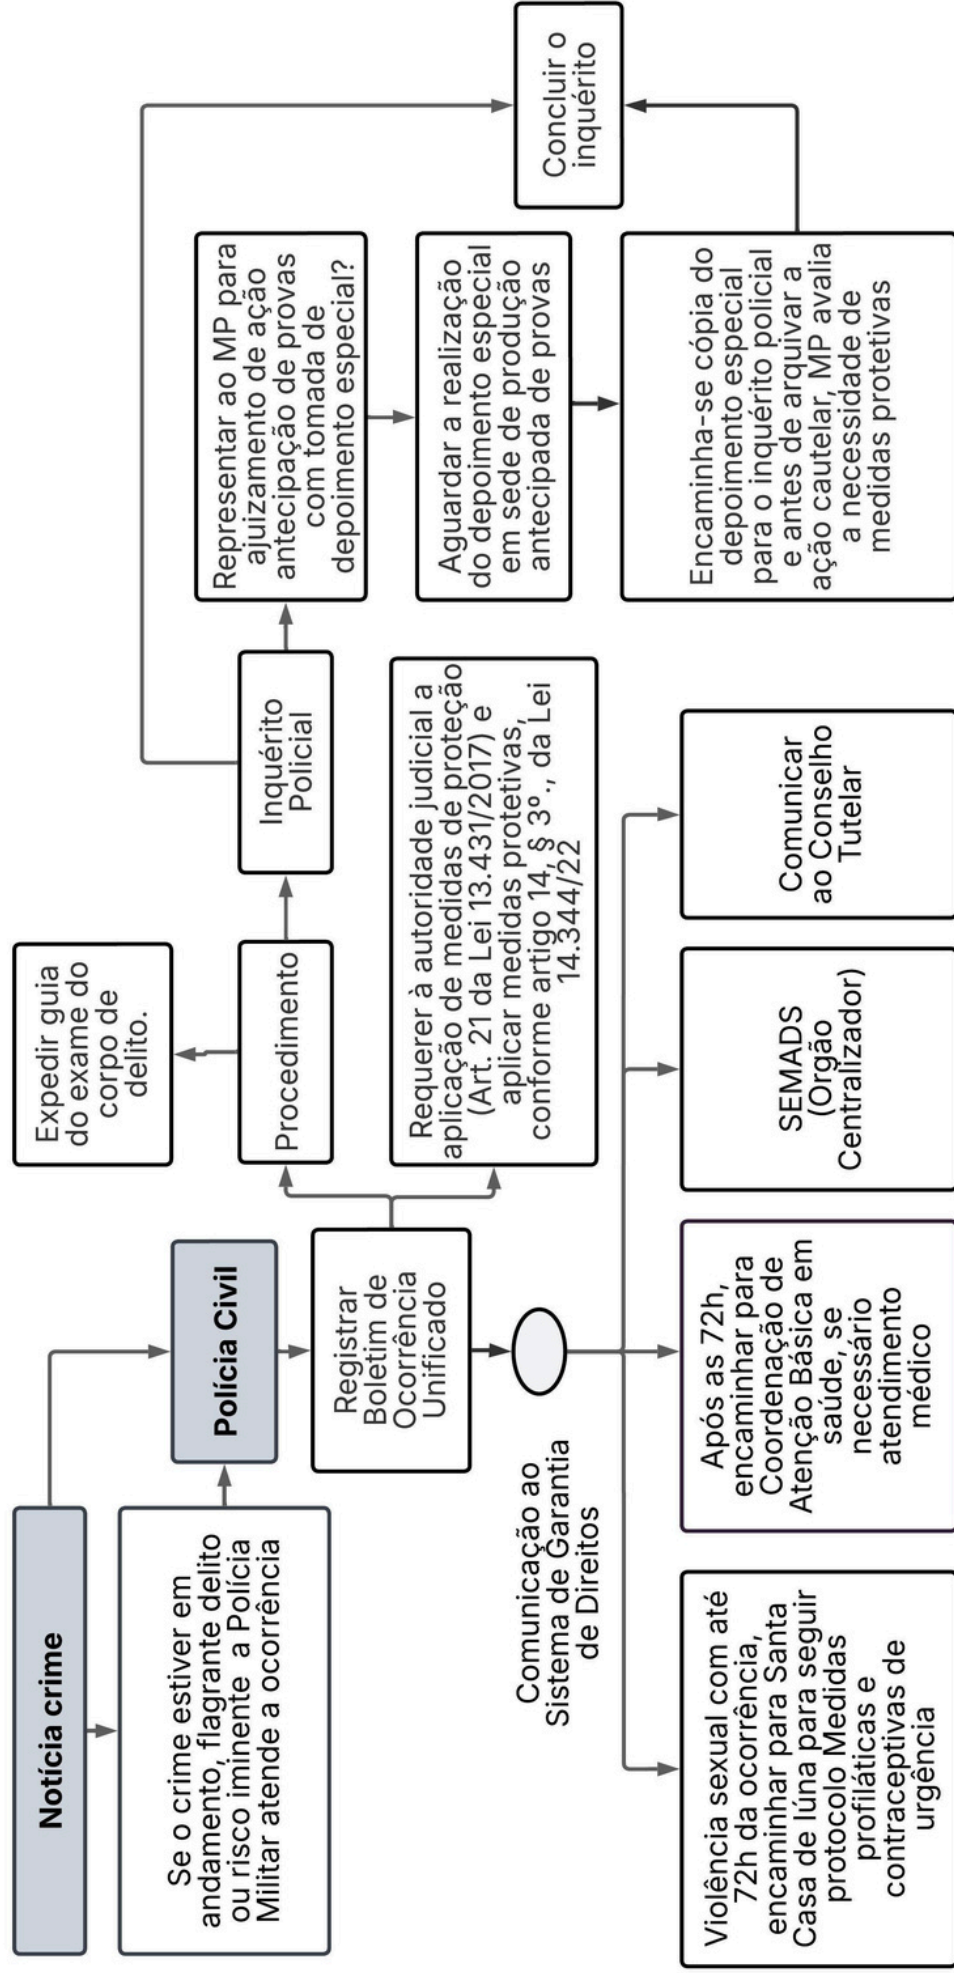 Notícia crime
Se o crime estiver em
andamento, flagrante delito
ou risco iminente a Polícia
Militar atende a ocorrência
Polícia Civil
Registrar
Boletim de
Ocorrência
Unificado
Expedir guia
do exame do
corpo de
delito.
Procedimento
Inquérito
Policial
Representar ao MP para
ajuizamento de ação
antecipação de provas
com tomada de
depoimento especial?
Aguardar a realização
do depoimento especial
em sede de produção
antecipada de provas
Encaminha-se cópia do
depoimento especial
para o inquérito policial
e antes de arquivar a
ação cautelar, MP avalia
a necessidade de
medidas protetivas
Concluir o
inquérito
Requerer à autoridade judicial a
aplicação de medidas de proteção
(Art. 21 da Lei 13.431/2017) e
aplicar medidas protetivas,
conforme artigo 14, § 3º., da Lei
14.344/22
Comunicação ao
Sistema de Garantia
de Direitos
Violência sexual com até
72h da ocorrência,
encaminhar para Santa
Casa de Iúna para seguir
protocolo Medidas
profiláticas e
contraceptivas de
urgência
Após as 72h,
encaminhar para
Coordenação de
Atenção Básica em
saúde, se
necessário
atendimento
médico
SEMADS
(Orgão
Centralizador)
Comunicar
ao Conselho
Tutelar